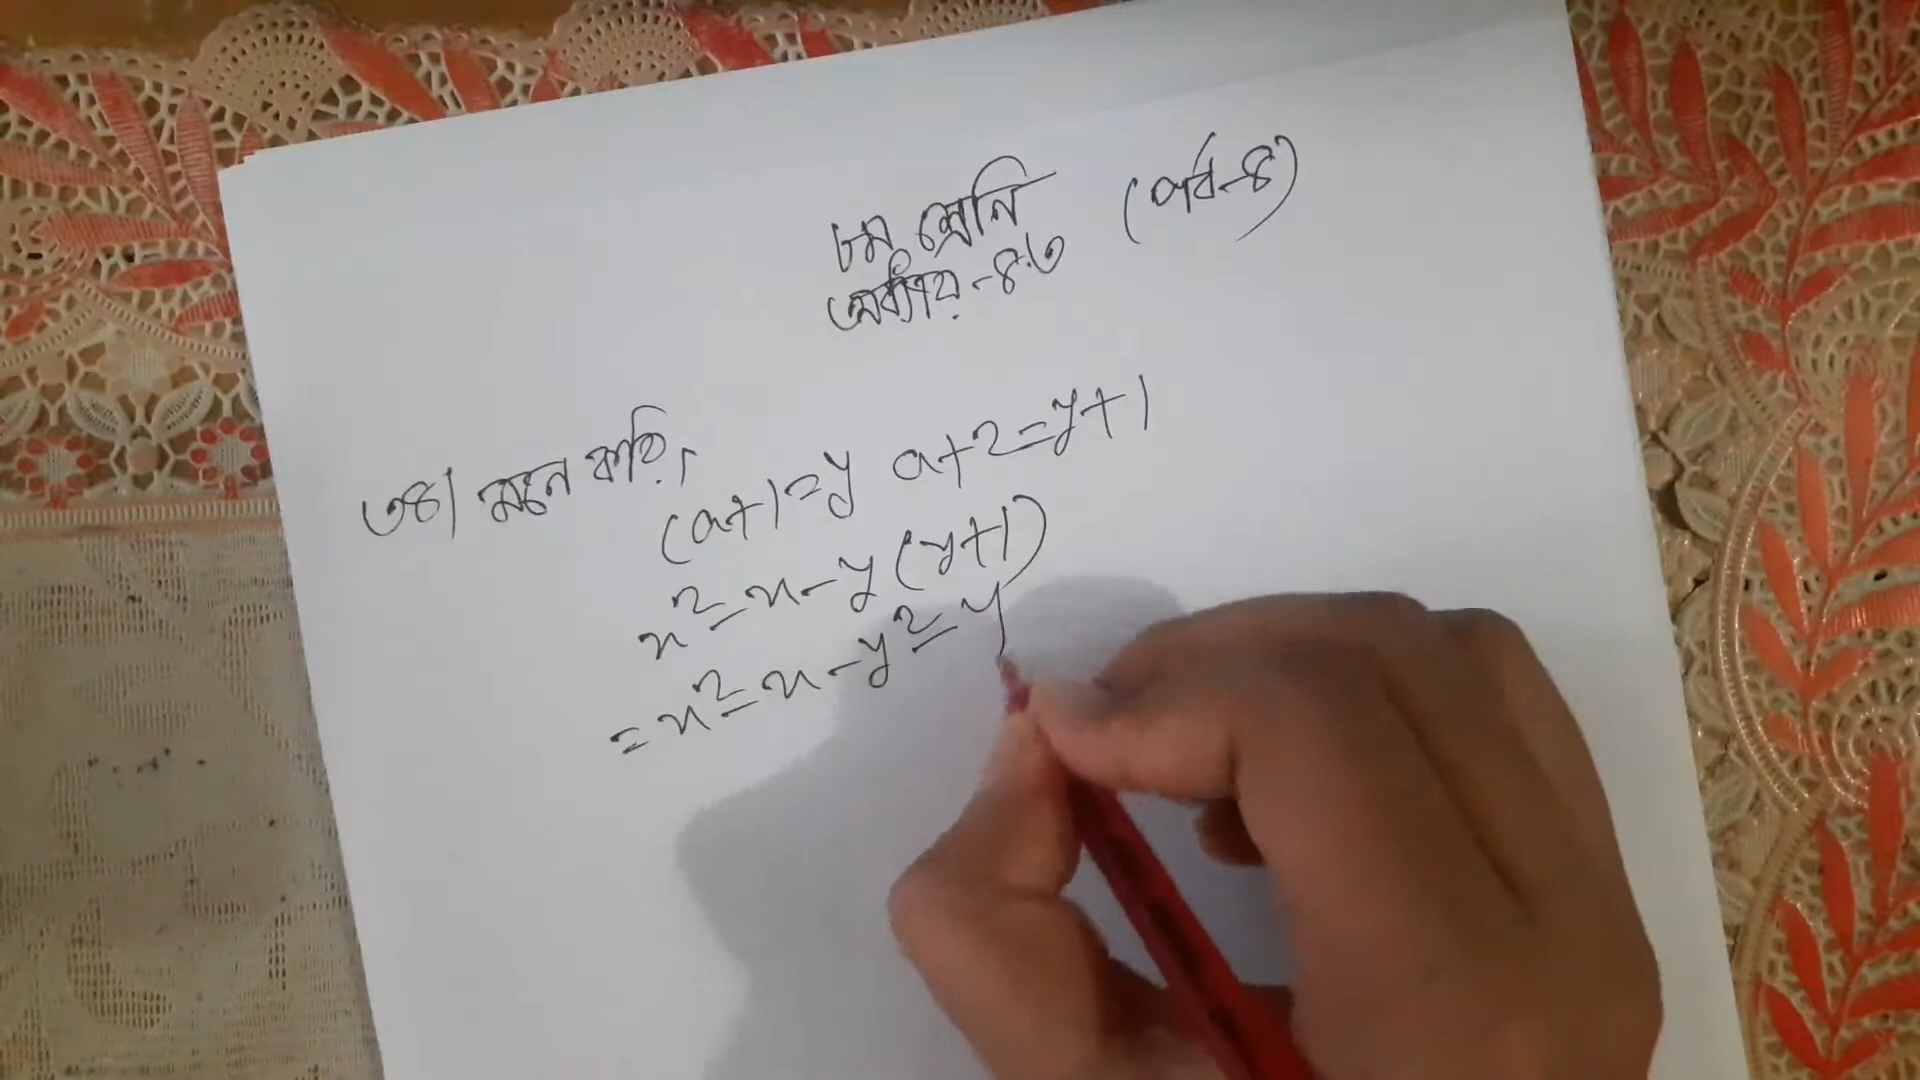 ৮ম শ্রেনি (পর্ব-৪)
অধ্যায়-৪.৩
৩৪। মনে করি,
(a+1=y a+2=y+1
x²-x-y(y+1)
=x²-x-y²-y